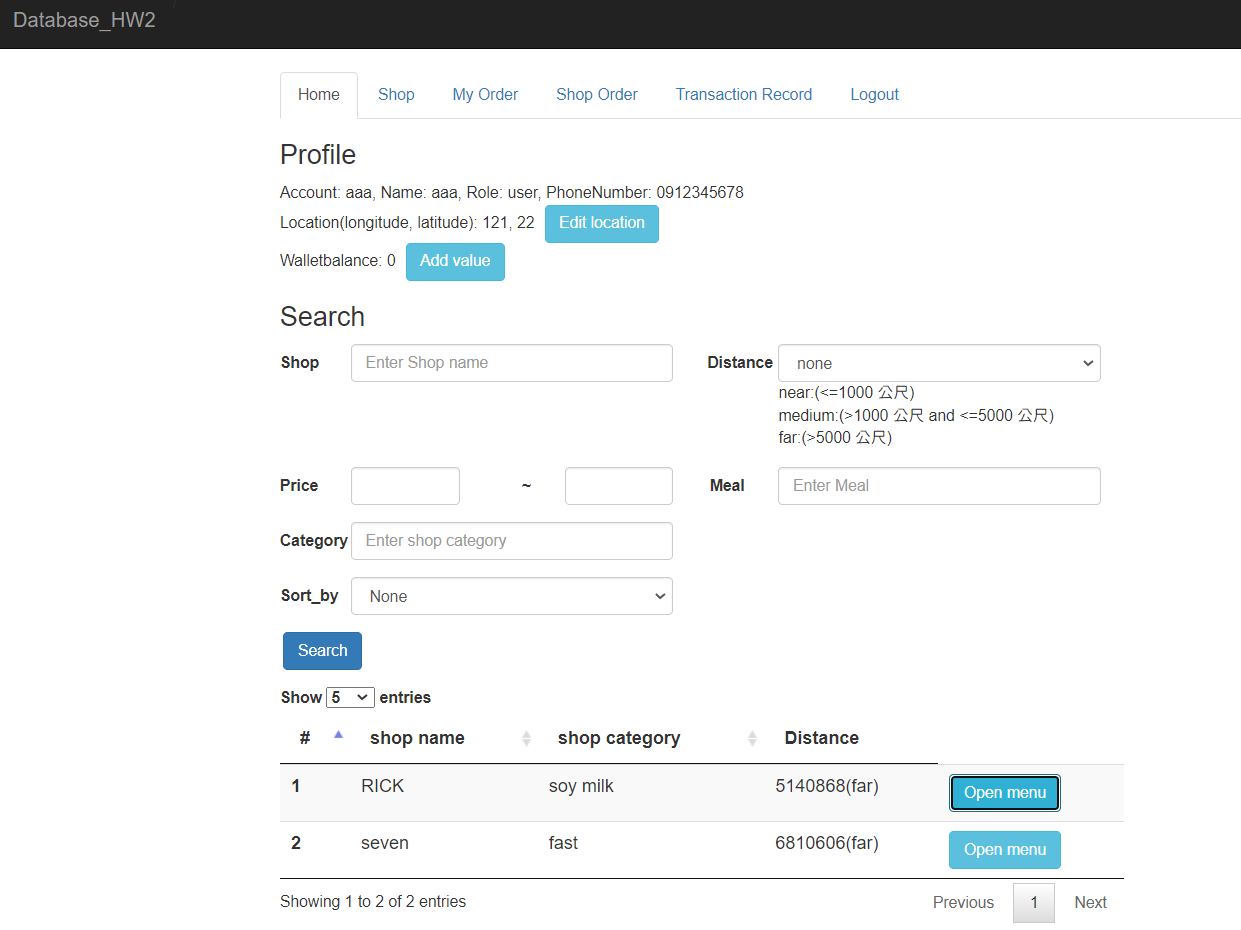 Database_HW2
Home Shop My Order Shop Order Transaction Record Logout
Profile
Account: aaa, Name: aaa, Role: user, PhoneNumber: 0912345678
Location(longitude, latitude): 121, 22 Edit location
Walletbalance: 0 Add value
Search
Shop Enter Shop name Distance none
near:(<=1000 公尺)
medium:(>1000 公尺 and <=5000 公尺)
far:(>5000 公尺)
Price ~ Meal Enter Meal
Category Enter shop category
Sort_by None
Search
Show 5 entries
# shop name shop category Distance
1 RICK soy milk 5140868(far) Open menu
2 seven fast 6810606(far) Open menu
Showing 1 to 2 of 2 entries Previous 1 Next